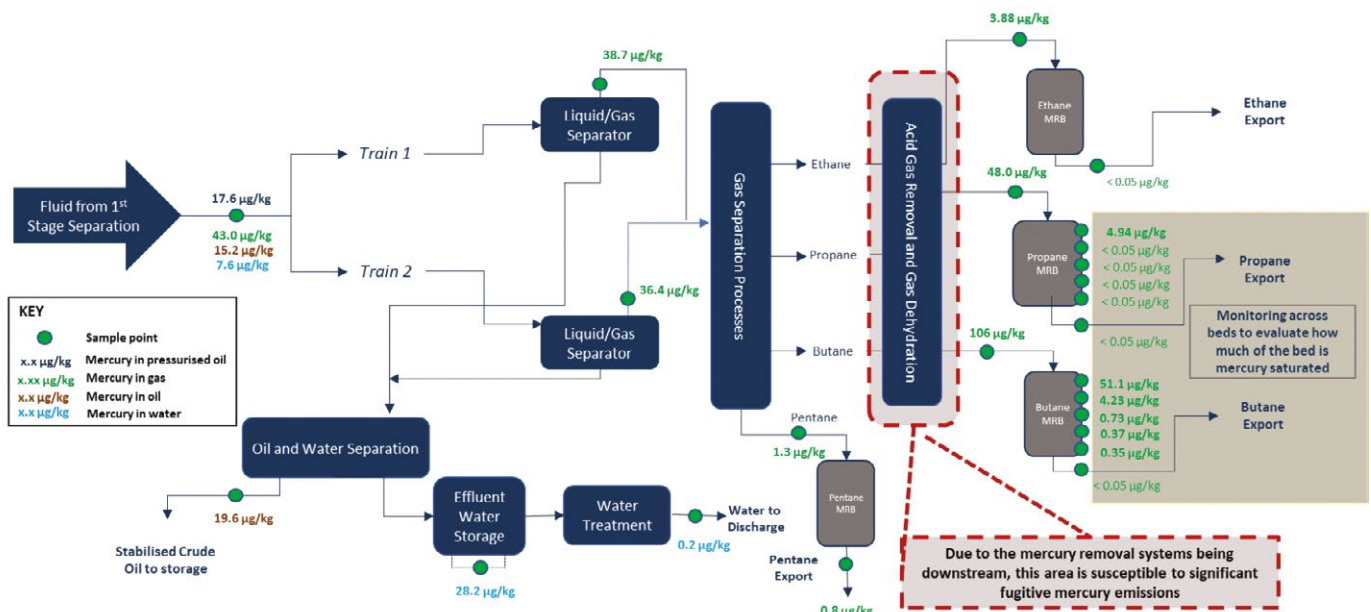 3.88 µg/kg
38.7 µg/kg
Liquid/Gas
Separator
Train 1
Fluid from 1st
Stage Separation
17.6 µg/kg
43.0 µg/kg
15.2 µg/kg
7.6 µg/kg
Train 2
36.4 µg/kg
Liquid/Gas
Separator
KEY
Sample point
x.x µg/kg Mercury in pressurised oil
x.xx µg/kg Mercury in gas
x.x µg/kg Mercury in oil
x.x µg/kg Mercury in water
Gas Separation Processes
Ethane
Propane
Butane
Pentane
Acid Gas Removal and Gas Dehydration
Ethane
MRB
< 0.05 µg/kg
Ethane
Export
48.0 µg/kg
Propane
MRB
4.94 µg/kg
< 0.05 µg/kg
< 0.05 µg/kg
< 0.05 µg/kg
< 0.05 µg/kg
< 0.05 µg/kg
Propane
Export
Monitoring across
beds to evaluate how
much of the bed is
mercury saturated
106 µg/kg
Butane
MRB
51.1 µg/kg
4.23 µg/kg
0.73 µg/kg
0.37 µg/kg
0.35 µg/kg
< 0.05 µg/kg
Butane
Export
1.3 µg/kg
Pentane
MRB
Pentane
Export
0.8 µg/kg
Oil and Water Separation
19.6 µg/kg
Stabilised Crude
Oil to storage
Effluent
Water
Storage
28.2 µg/kg
Water
Treatment
0.2 µg/kg
Water to
Discharge
Due to the mercury removal systems being
downstream, this area is susceptible to significant
fugitive mercury emissions